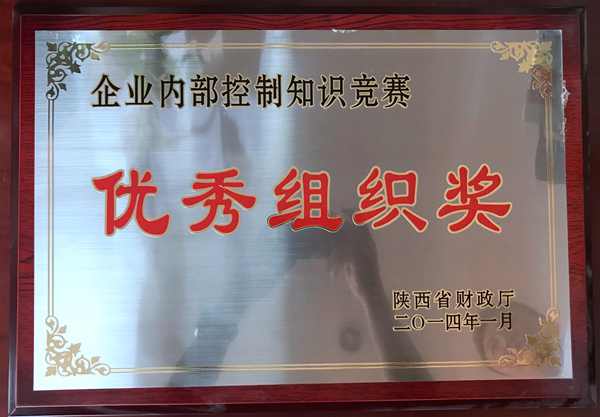 企业内部控制知识竞赛
优秀组织奖
陕西省财政厅
二〇一四年一月